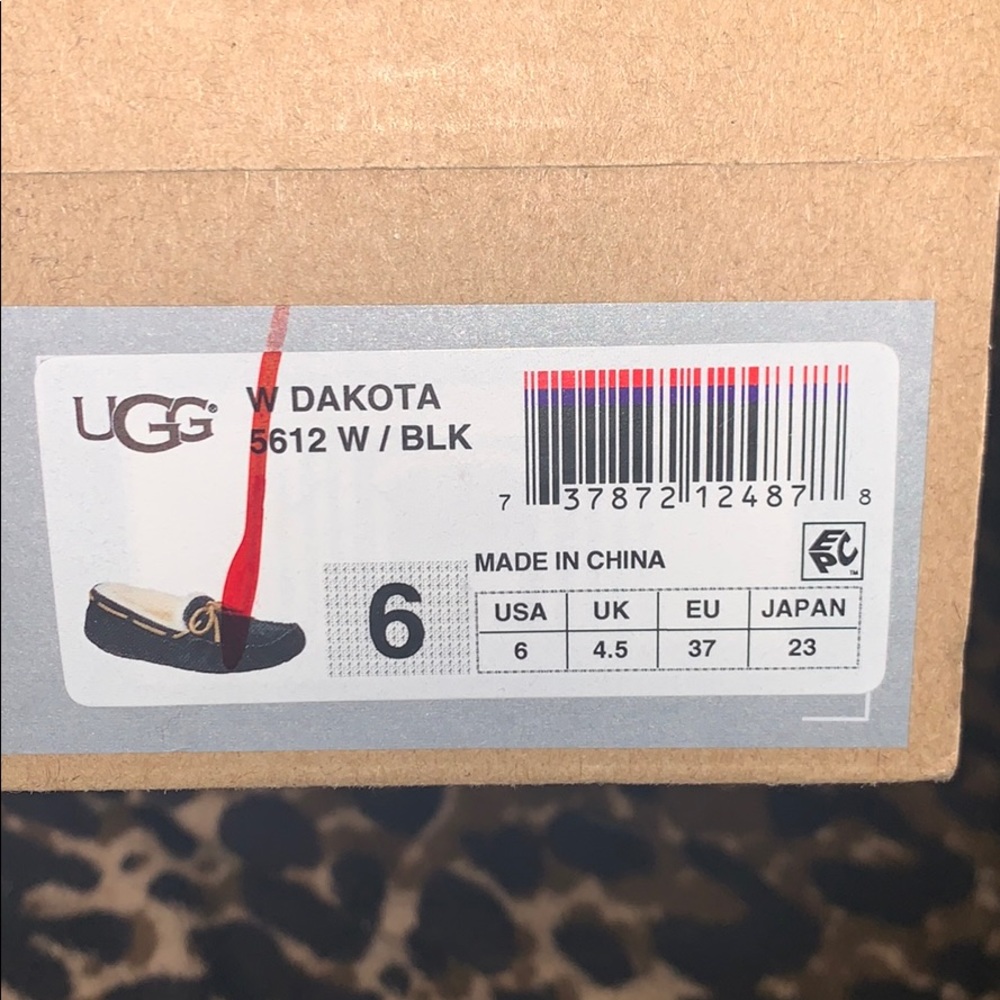 UGG®
W DAKOTA
5612 W / BLK
7 37872 12487 8
MADE IN CHINA
EPC™
6
USA UK EU JAPAN
6 4.5 37 23